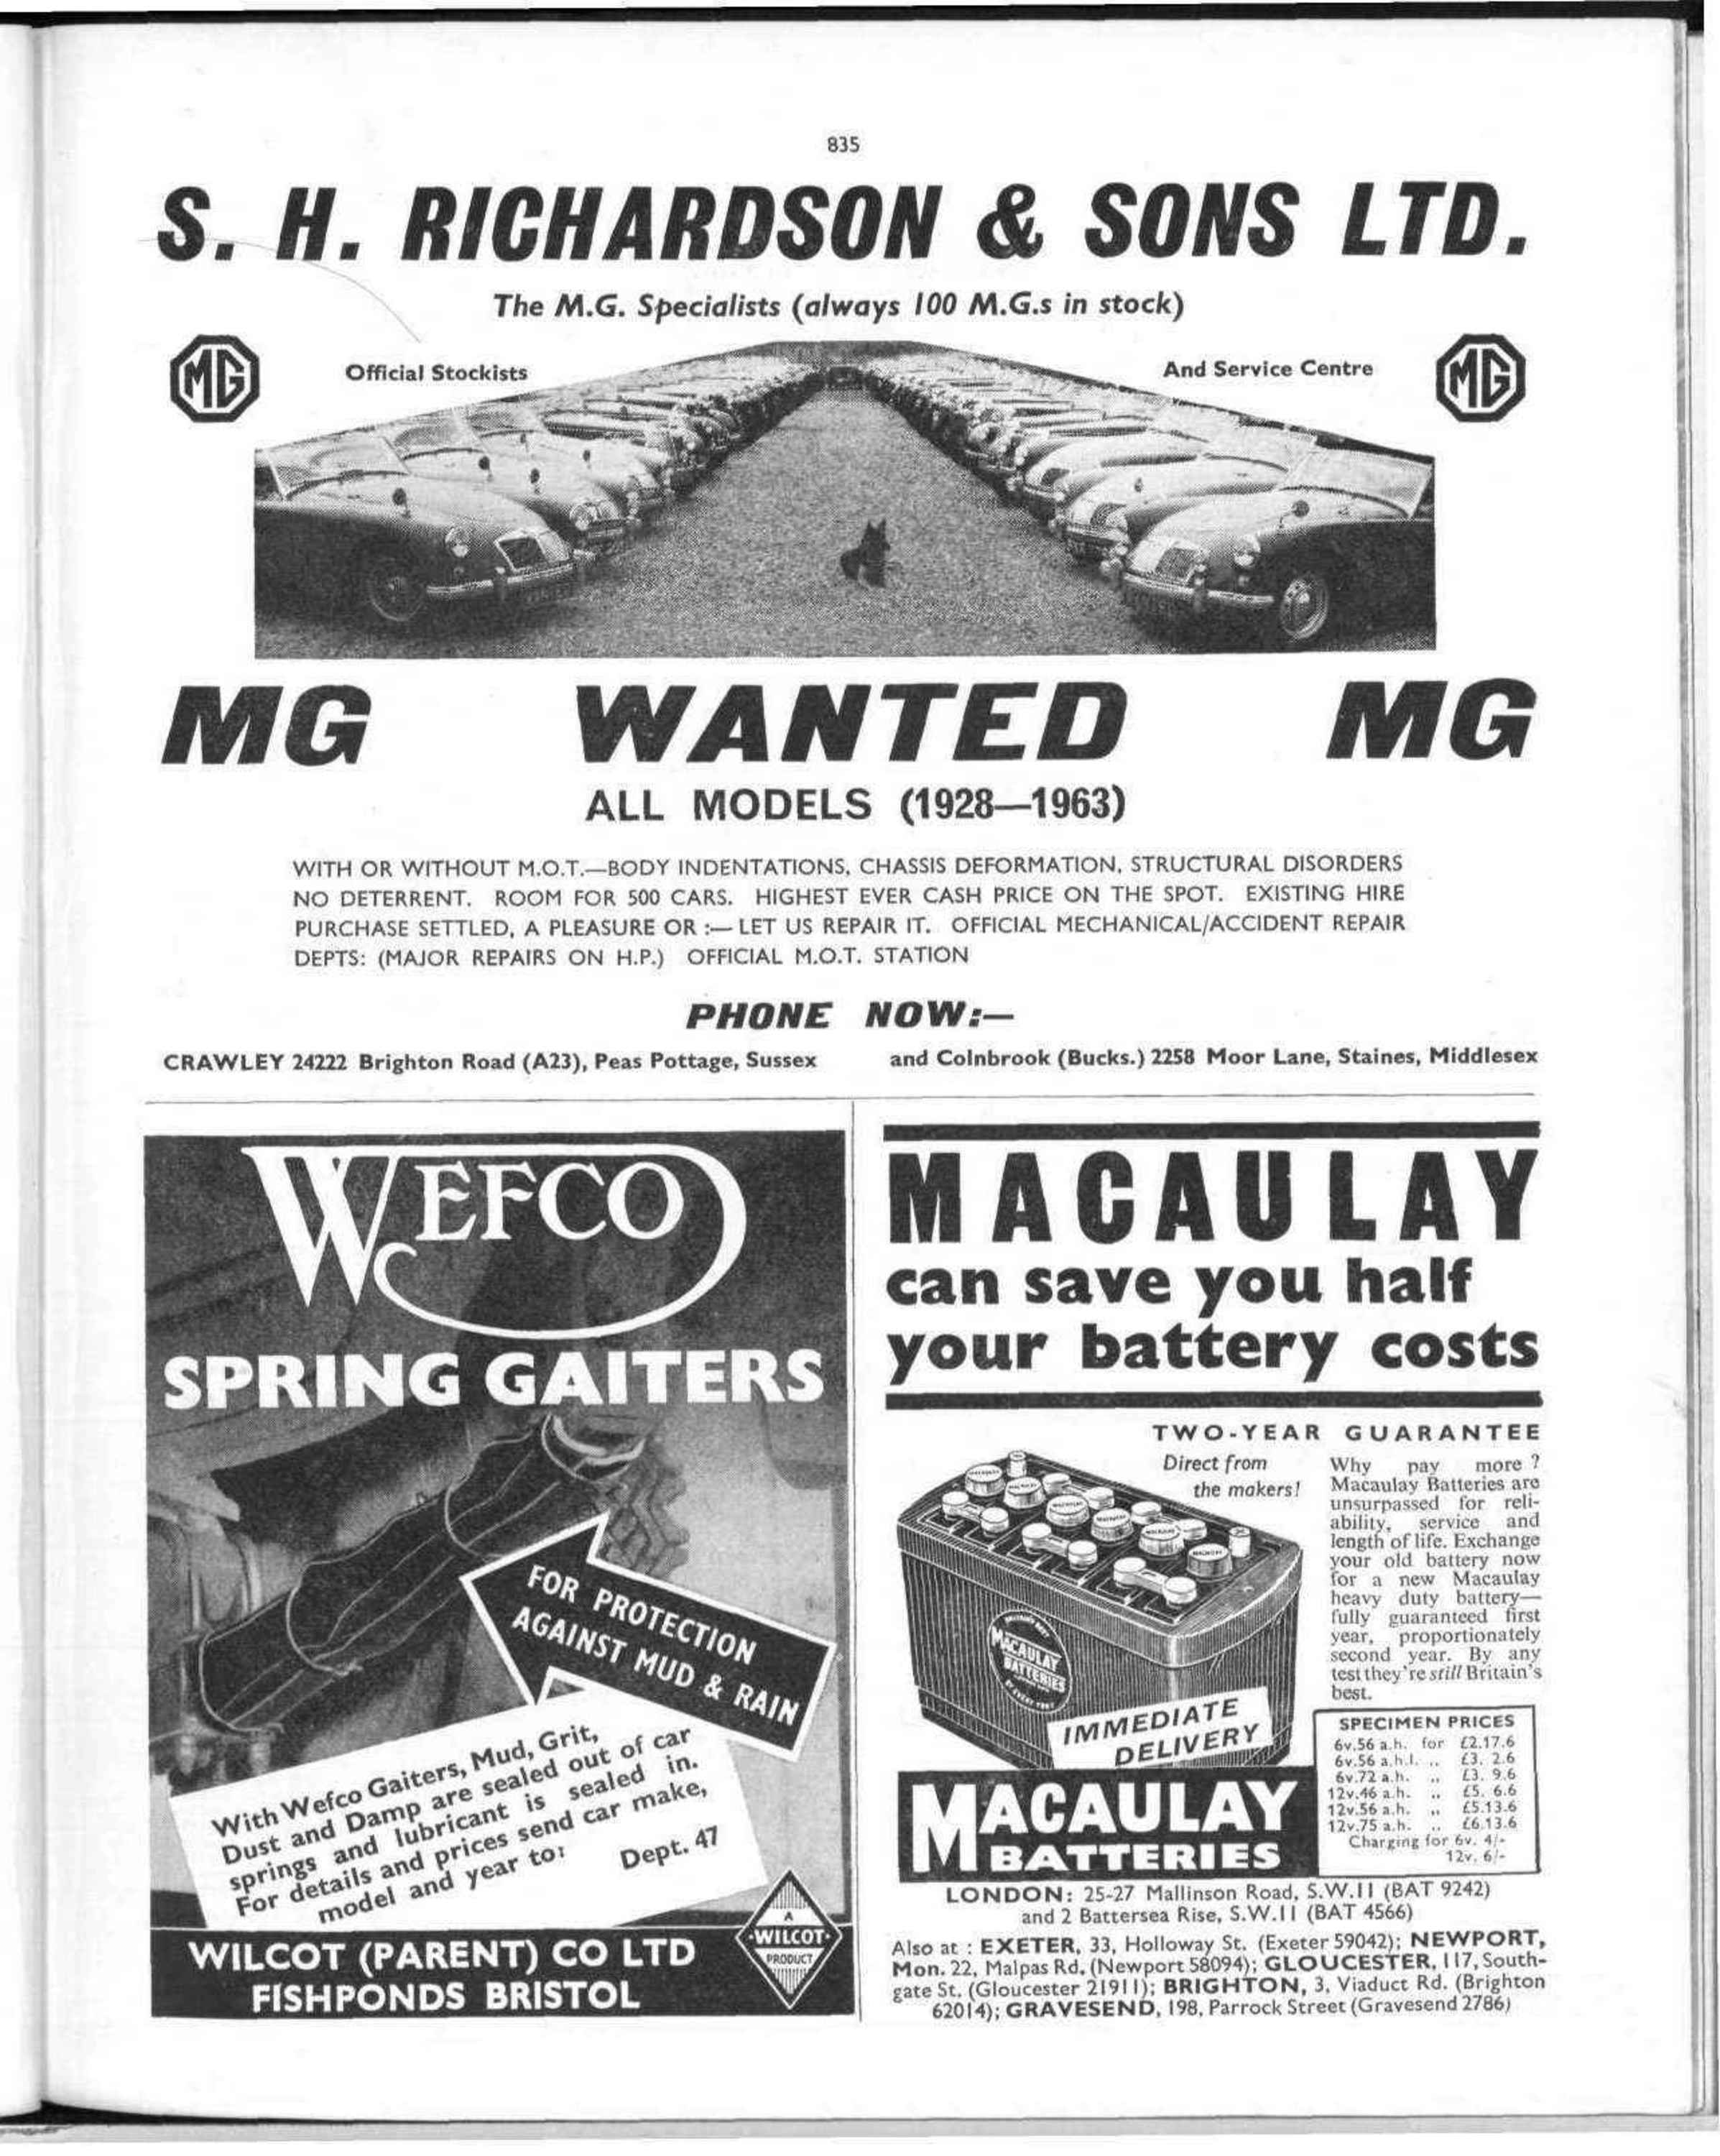 835
S. H. RICHARDSON & SONS LTD.
The M.G. Specialists (always 100 M.G.s in stock)
MG
Official Stockists
And Service Centre
MG
MG WANTED MG
ALL MODELS (1928—1963)
WITH OR WITHOUT M.O.T.—BODY INDENTATIONS, CHASSIS DEFORMATION, STRUCTURAL DISORDERS
NO DETERRENT. ROOM FOR 500 CARS. HIGHEST EVER CASH PRICE ON THE SPOT. EXISTING HIRE
PURCHASE SETTLED, A PLEASURE OR :— LET US REPAIR IT. OFFICIAL MECHANICAL/ACCIDENT REPAIR
DEPTS: (MAJOR REPAIRS ON H.P.) OFFICIAL M.O.T. STATION
PHONE NOW:—
CRAWLEY 24222 Brighton Road (A23), Peas Pottage, Sussex and Colnbrook (Bucks.) 2258 Moor Lane, Staines, Middlesex
WEFCO
SPRING GAITERS
FOR PROTECTION
AGAINST MUD & RAIN
With Wefco Gaiters, Mud, Grit,
Dust and Damp are sealed out of car
springs and lubricant is sealed in.
For details and prices send car make,
model and year to: Dept. 47
A
WILCOT
PRODUCT
WILCOT (PARENT) CO LTD
FISHPONDS BRISTOL
MACAULAY
can save you half
your battery costs
TWO-YEAR GUARANTEE
Direct from
the makers!
Why pay more ?
Macaulay Batteries are
unsurpassed for reli-
ability, service and
length of life. Exchange
your old battery now
for a new Macaulay
heavy duty battery—
fully guaranteed first
year, proportionately
second year. By any
test they're still Britain's
best.
MACAULAY
BATTERIES
IMMEDIATE
DELIVERY
SPECIMEN PRICES
6v.56 a.h. for £2.17.6
6v.56 a.h.l. .. £3. 2.6
6v.72 a.h. .. £3. 9.6
12v.46 a.h. .. £5. 6.6
12v.56 a.h. .. £5.13.6
12v.75 a.h. .. £6.13.6
Charging for 6v. 4/-
12v. 6/-
MACAULAY
BATTERIES
LONDON: 25-27 Mallinson Road, S.W.11 (BAT 9242)
and 2 Battersea Rise, S.W.11 (BAT 4566)
Also at : EXETER, 33, Holloway St. (Exeter 59042); NEWPORT,
Mon. 22, Malpas Rd. (Newport 58094); GLOUCESTER, 117, South-
gate St. (Gloucester 21911); BRIGHTON, 3, Viaduct Rd. (Brighton
62014); GRAVESEND, 198, Parrock Street (Gravesend 2786)